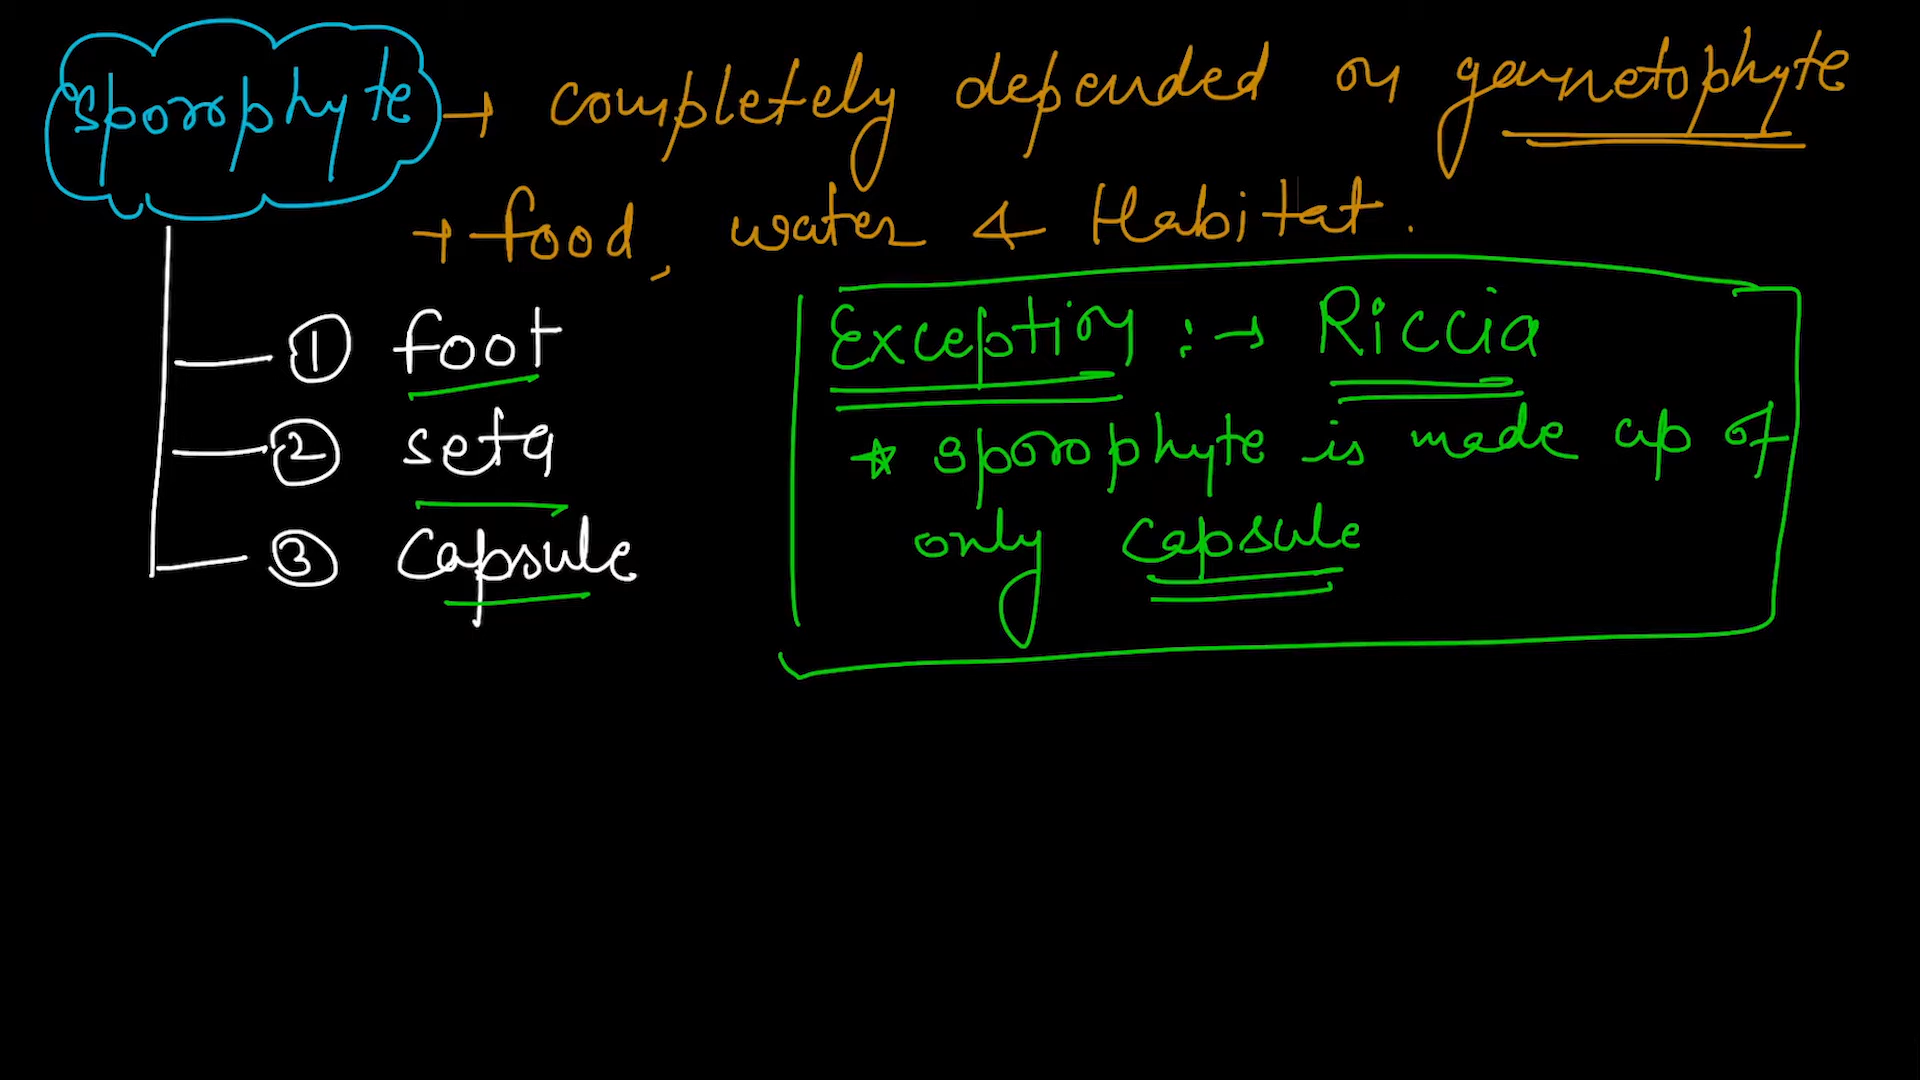 sporophyte → completely depended on gametophyte
→ food, water & Habitat.
① foot
② seta
③ capsule
Exception :→ Riccia
* sporophyte is made up of
only capsule